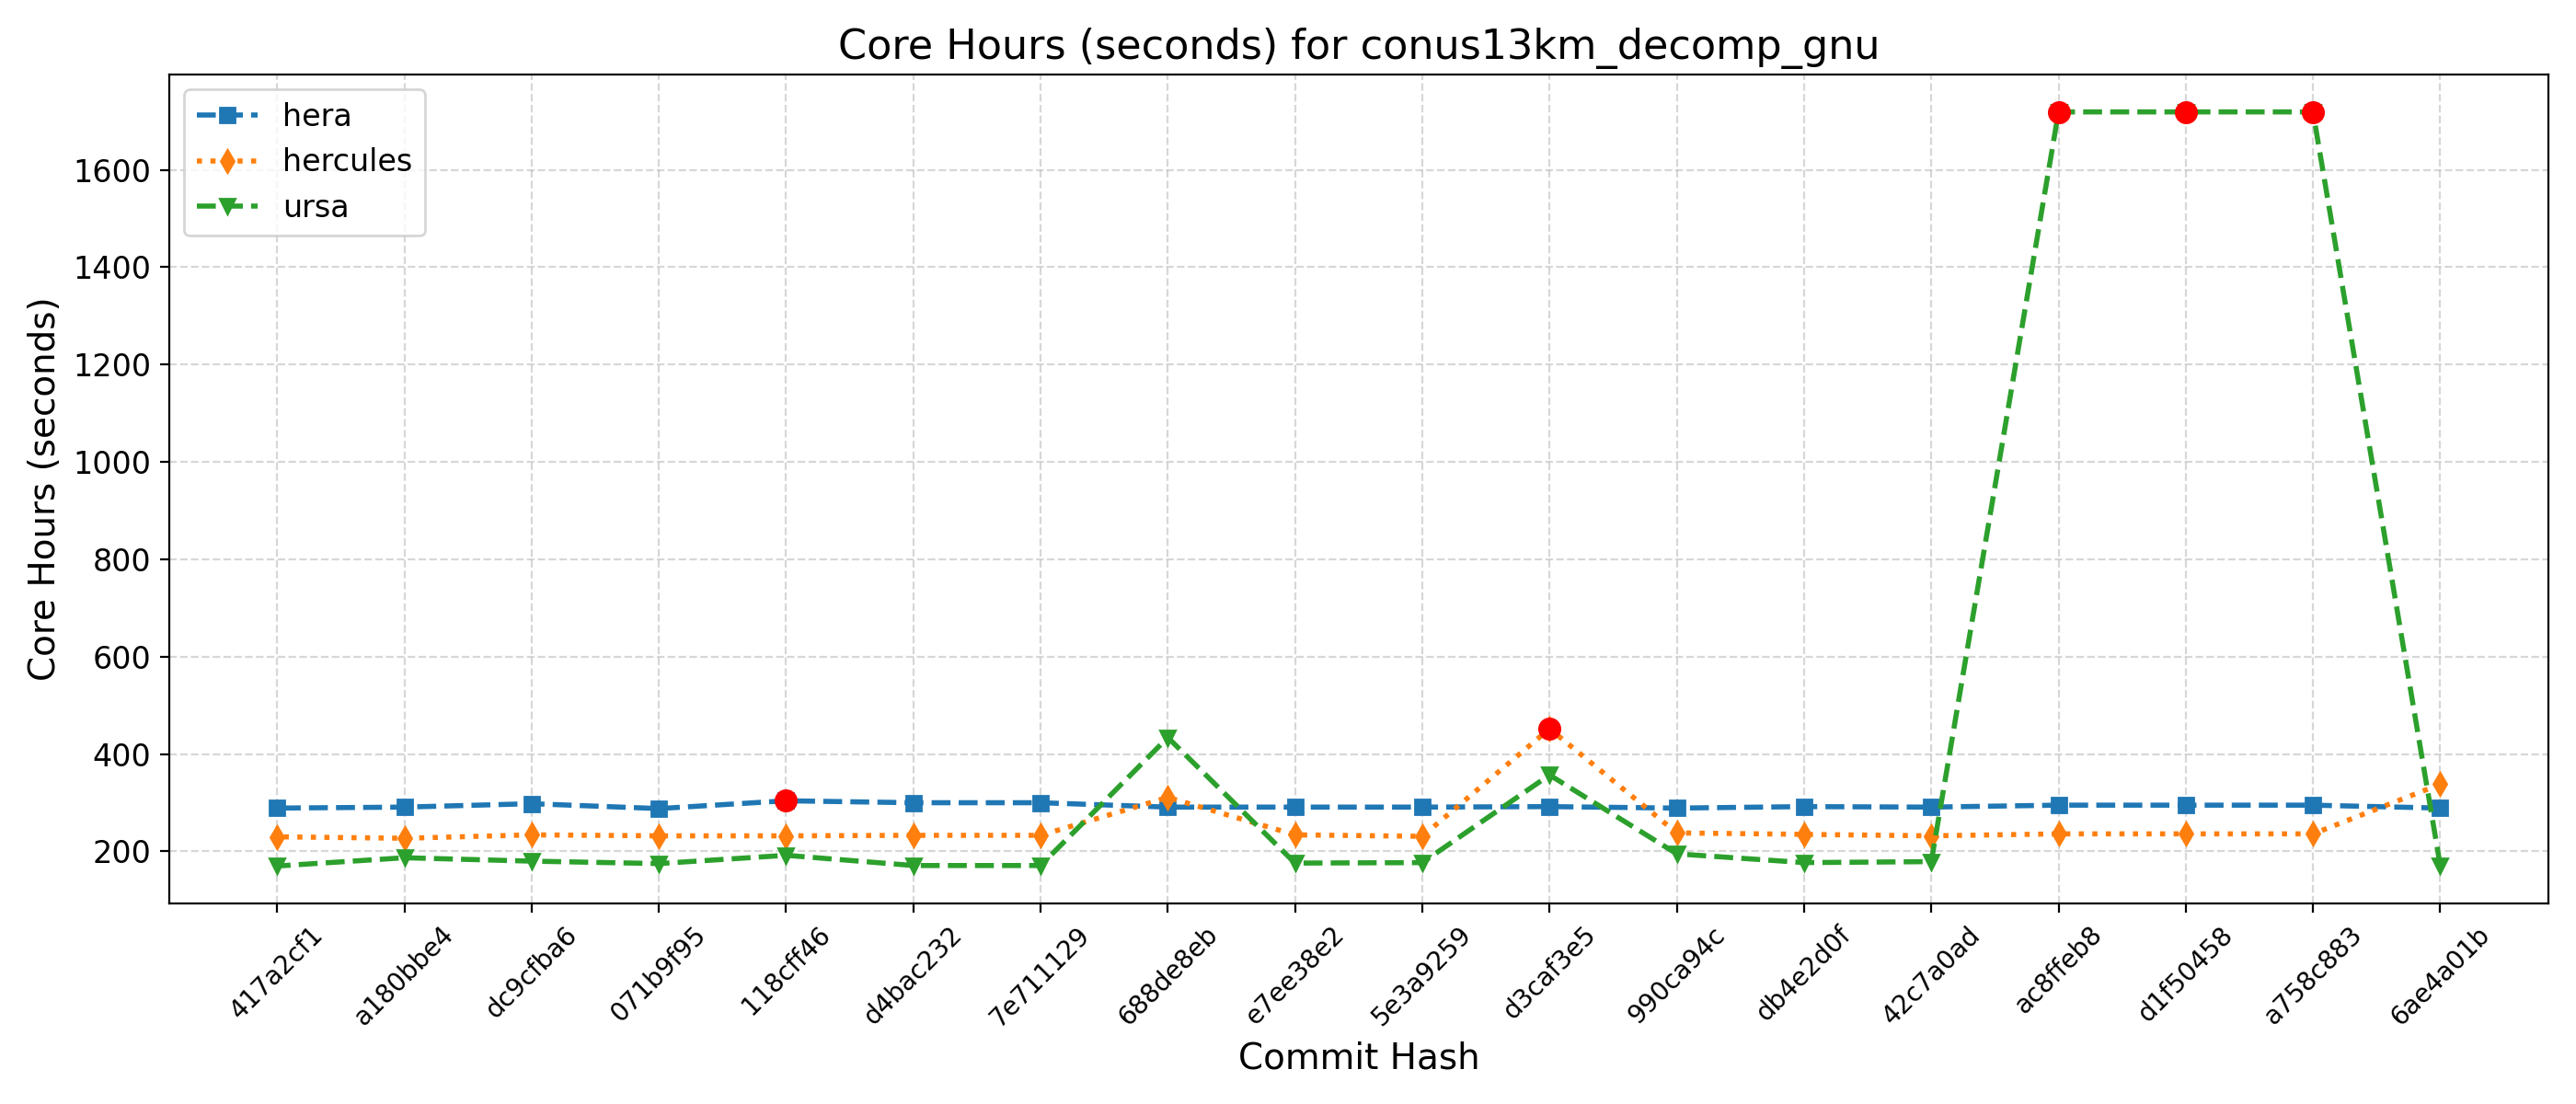 Core Hours (seconds) for conus13km_decomp_gnu
hera
hercules
ursa
Core Hours (seconds)
1600
1400
1200
1000
800
600
400
200
417a2cf1
a180bbe4
dc9cfba6
071b9f95
118cff46
d4bac232
7e711129
688de8eb
e7ee38e2
5e3a9259
d3caf3e5
990ca94c
db4e2d0f
42c7a0ad
ac8ffeb8
d1f50458
a758c883
6ae4a01b
Commit Hash